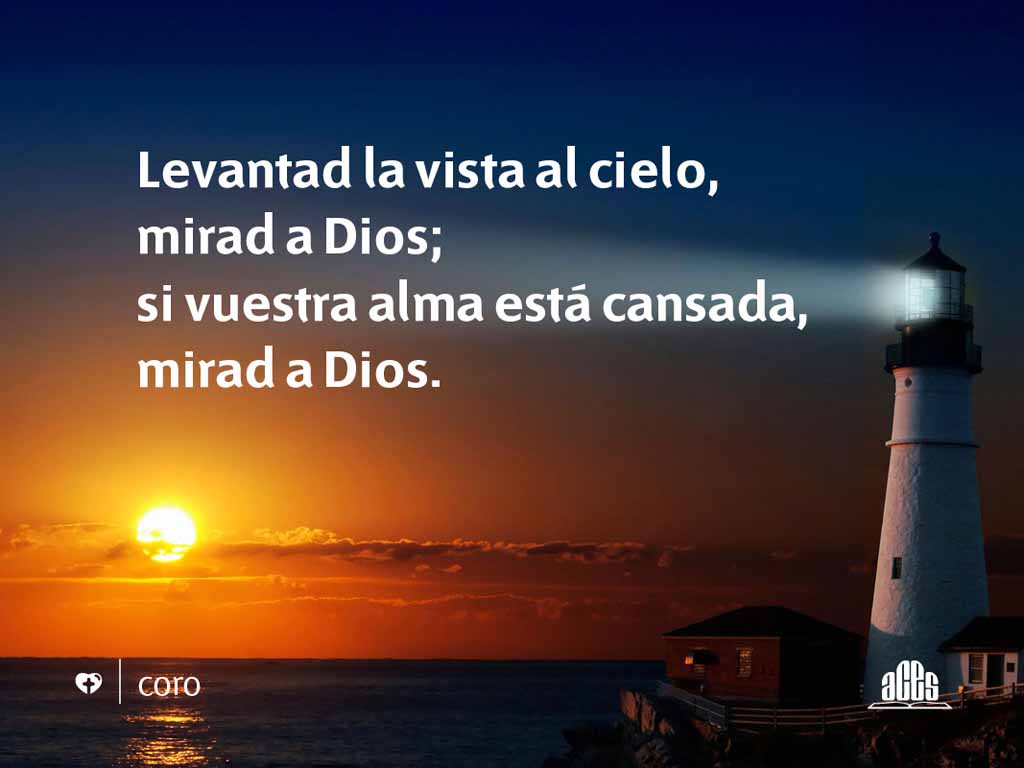 Levantad la vista al cielo,
mirad a Dios;
si vuestra alma está cansada,
mirad a Dios.
coro
aces